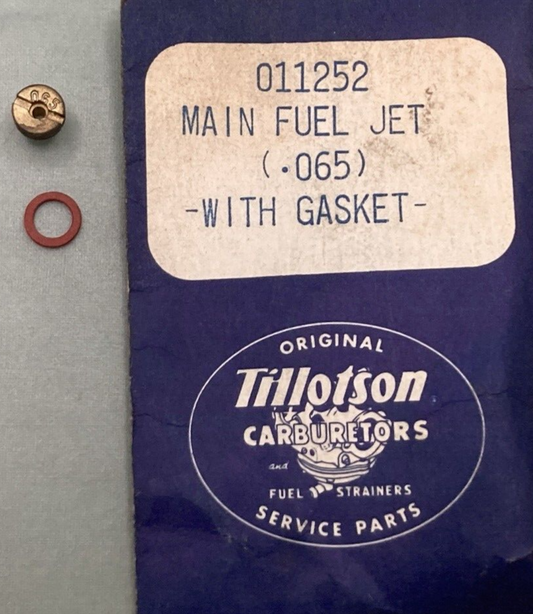 065
011252
MAIN FUEL JET
(.065)
-WITH GASKET-
ORIGINAL
Tillotson
CARBURETORS
and
FUEL STRAINERS
SERVICE PARTS